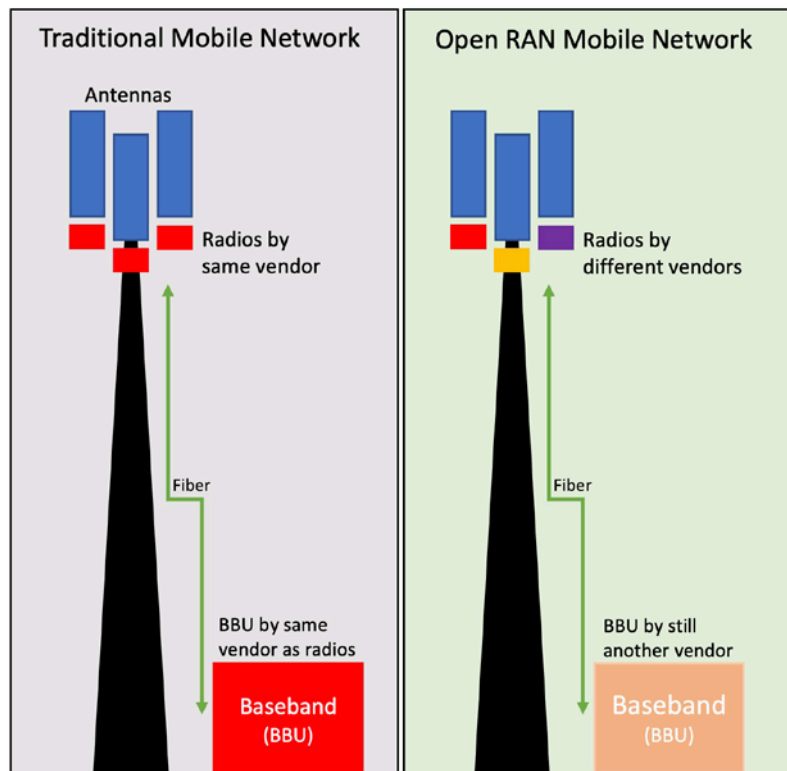 Traditional Mobile Network
Antennas
Radios by
same vendor
Fiber
BBU by same
vendor as radios
Baseband
(BBU)
Open RAN Mobile Network
Radios by
different vendors
Fiber
BBU by still
another vendor
Baseband
(BBU)